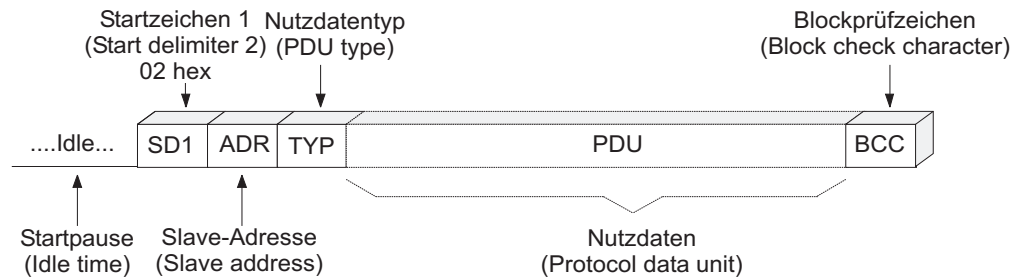 Startzeichen 1
(Start delimiter 2)
02 hex
Nutzdatentyp
(PDU type)
Blockprüfzeichen
(Block check character)
....Idle...
SD1
ADR
TYP
PDU
BCC
Startpause
(Idle time)
Slave-Adresse
(Slave address)
Nutzdaten
(Protocol data unit)